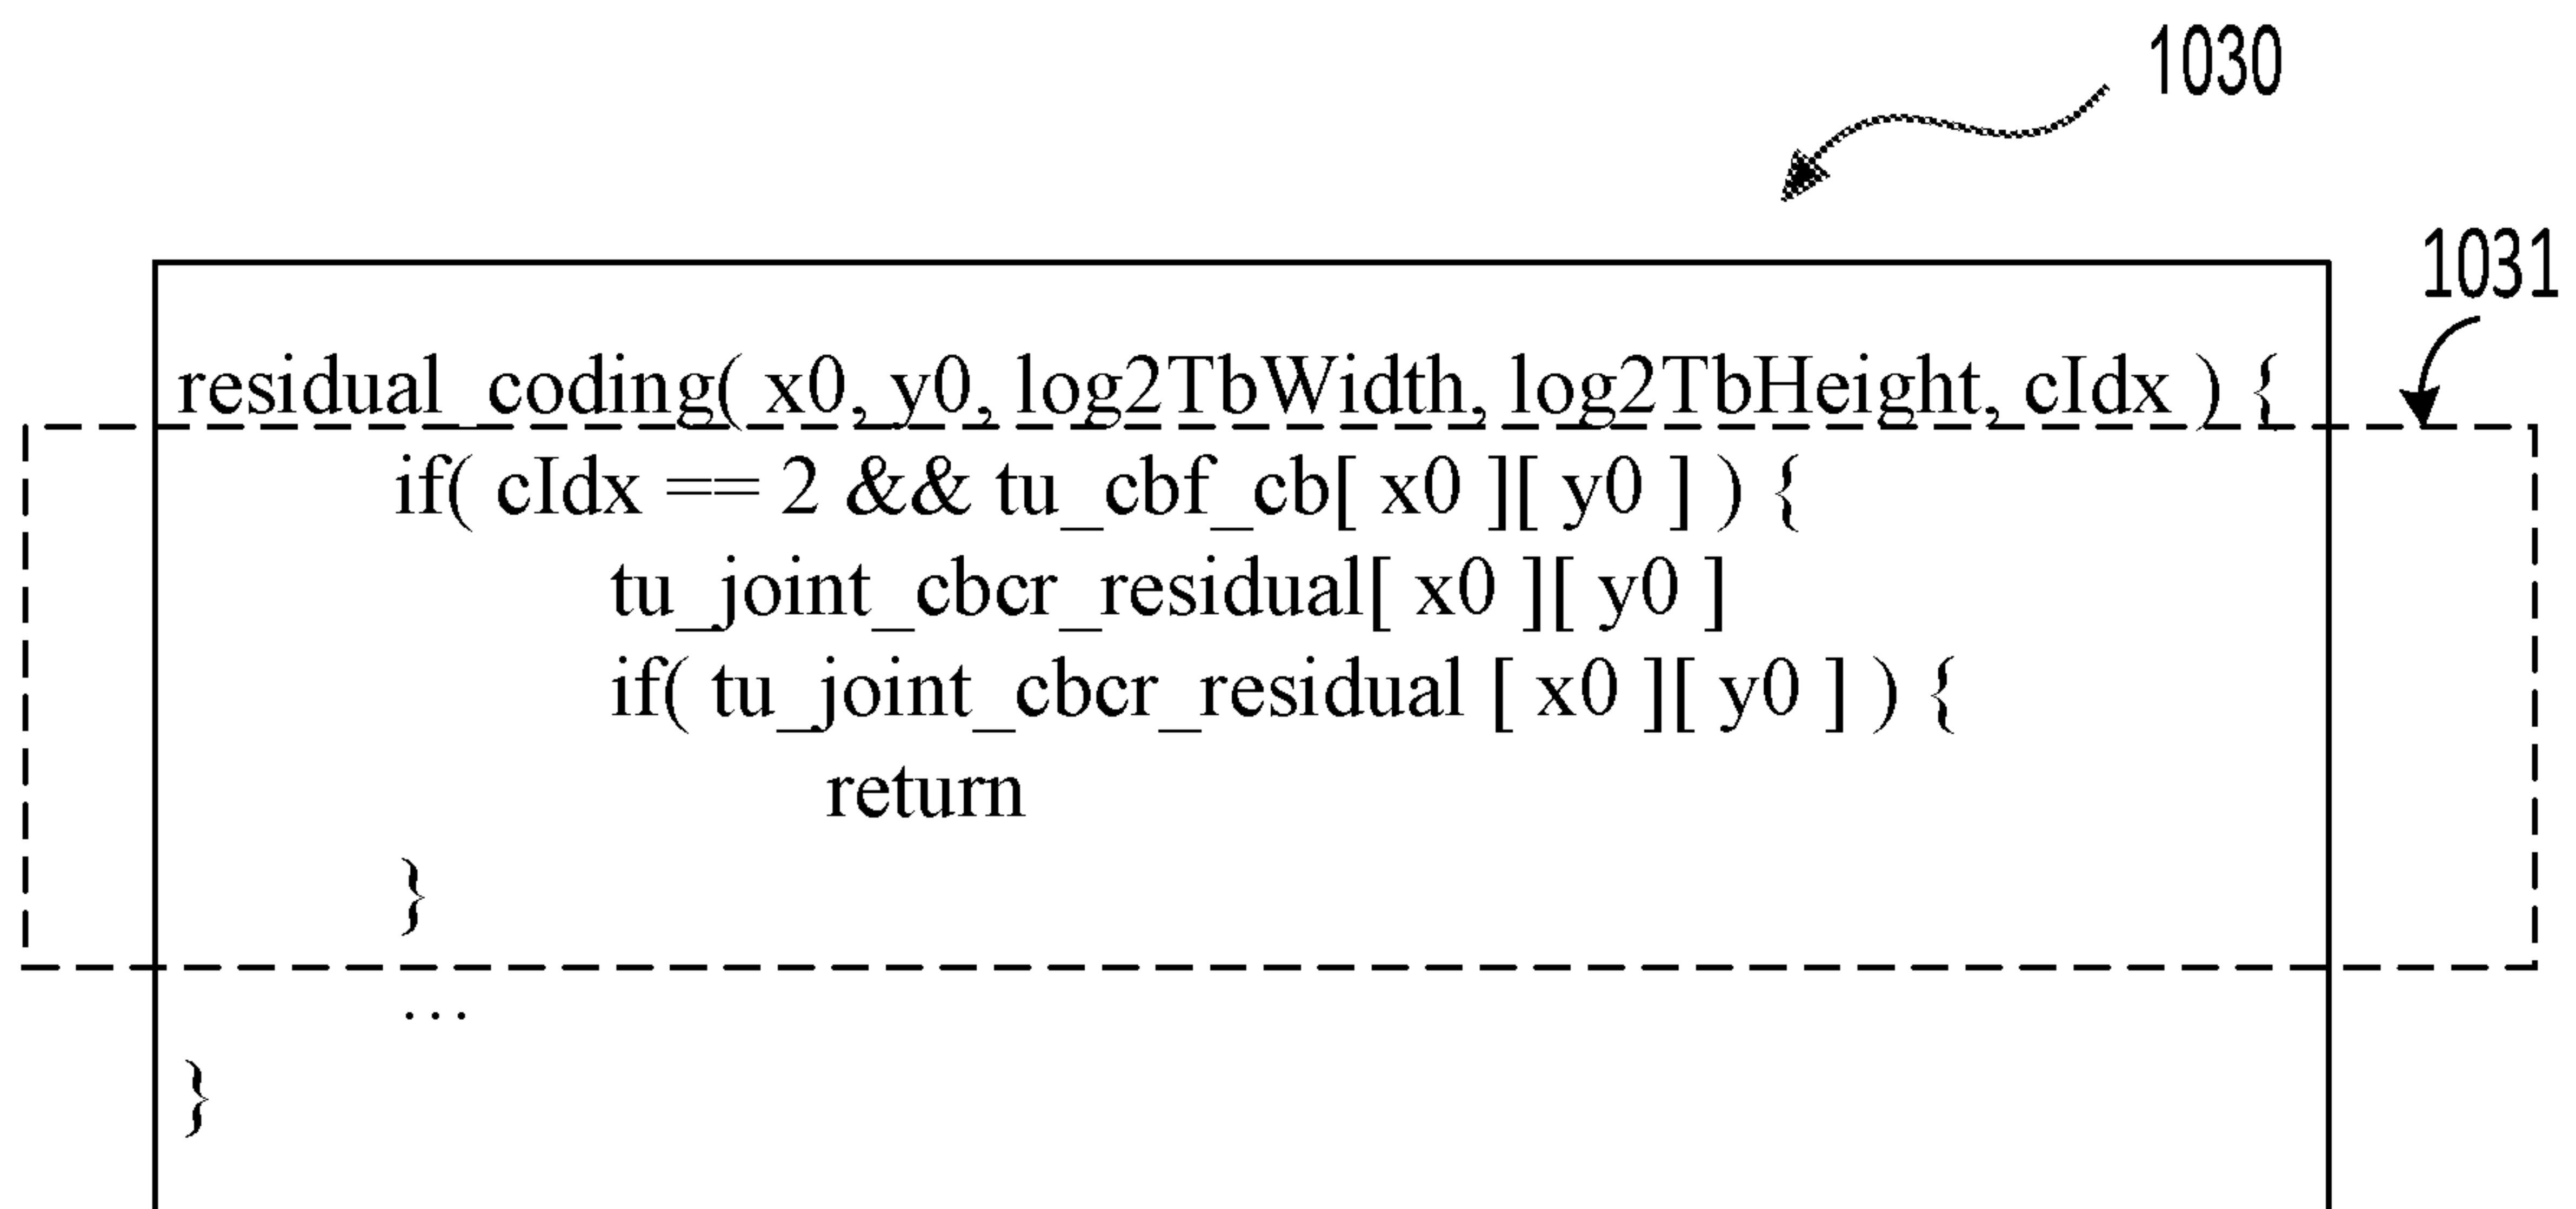 1030
1031
residual_coding( x0, y0, log2TbWidth, log2TbHeight, cIdx ) {
if( cIdx == 2 && tu_cbf_cb[ x0 ][ y0 ] ) {
tu_joint_cbcr_residual[ x0 ][ y0 ]
if( tu_joint_cbcr_residual [ x0 ][ y0 ] ) {
return
}
…
}